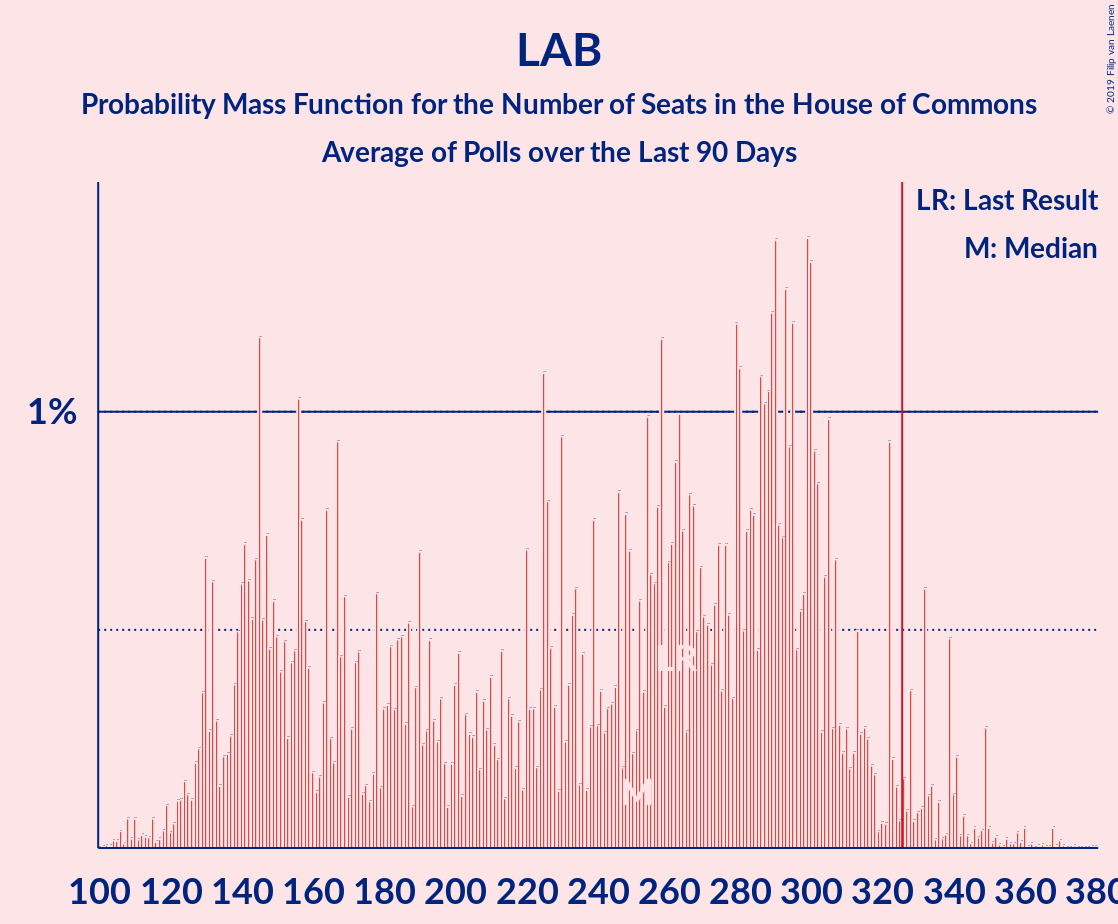 LAB
Probability Mass Function for the Number of Seats in the House of Commons
Average of Polls over the Last 90 Days
© 2019 Filip van Laenen
LR: Last Result
M: Median
1%
LR
M
100 120 140 160 180 200 220 240 260 280 300 320 340 360 380